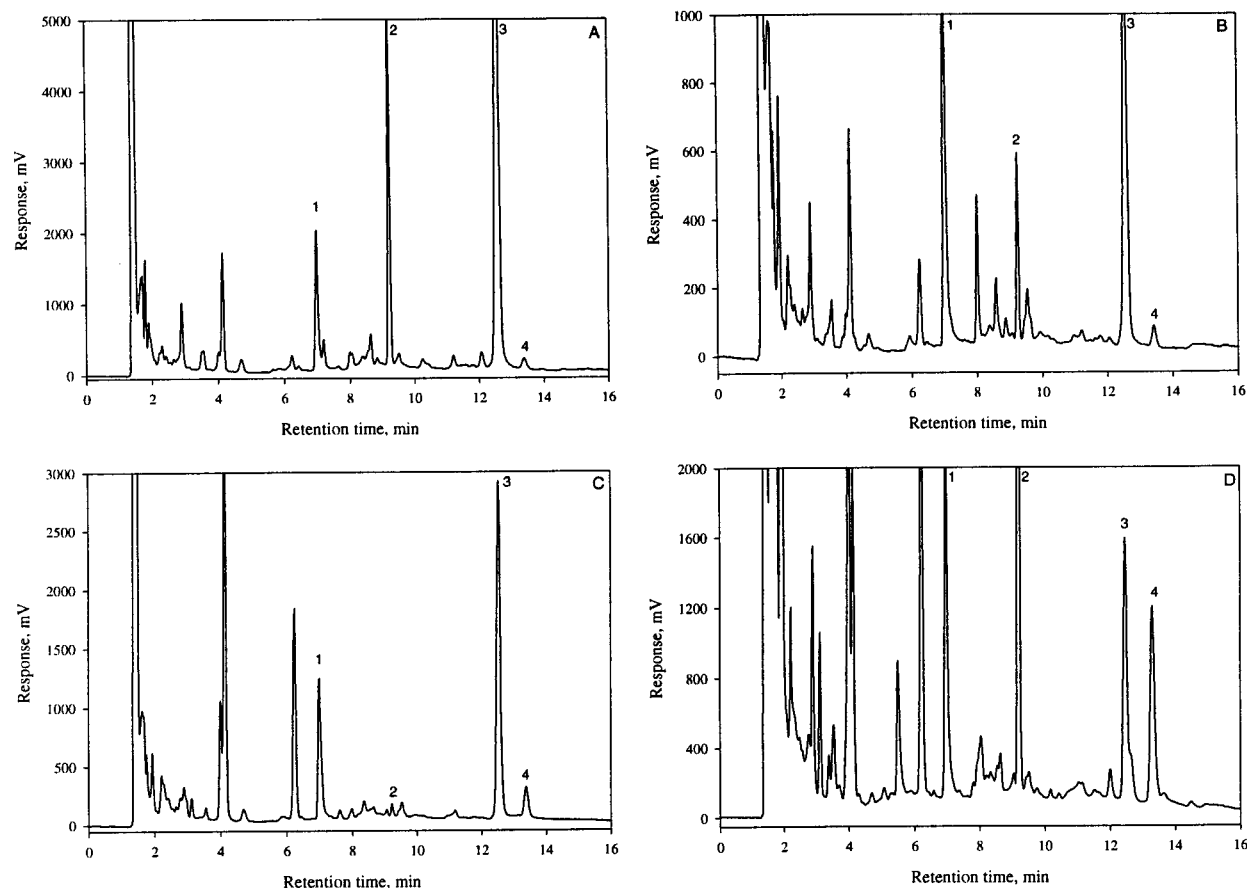 A
5000
4000
3000
2000
1000
0
Response, mV
1
2
3
4
0 2 4 6 8 10 12 14 16
Retention time, min
B
1000
800
600
400
200
0
Response, mV
1
2
3
4
0 2 4 6 8 10 12 14 16
Retention time, min
C
3000
2500
2000
1500
1000
500
0
Response, mV
1
2
3
4
0 2 4 6 8 10 12 14 16
Retention time, min
D
2000
1600
1200
800
400
0
Response, mV
1
2
3
4
0 2 4 6 8 10 12 14 16
Retention time, min